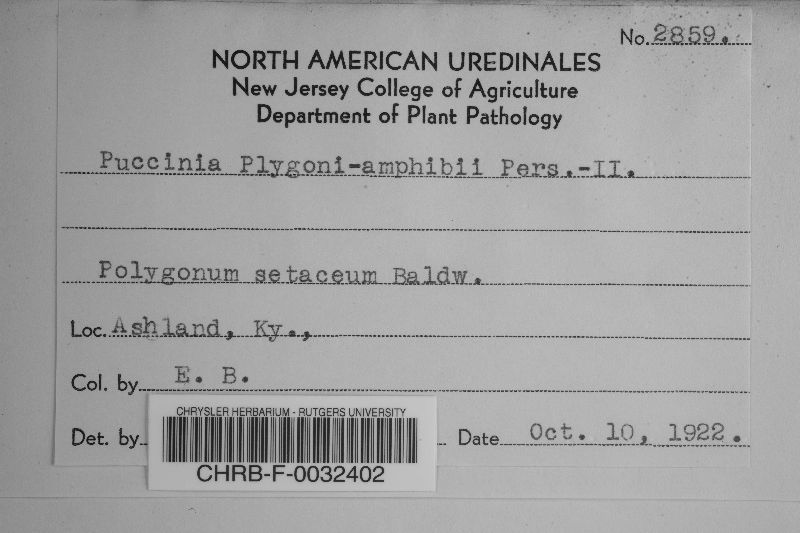 No. 2859.
NORTH AMERICAN UREDINALES
New Jersey College of Agriculture
Department of Plant Pathology
Puccinia Plygoni-amphibii Pers.-II.
Polygonum setaceum Baldw.
Loc. Ashland, Ky.,
Col. by E. B.
Det. by Date Oct. 10, 1922.
CHRYSLER HERBARIUM - RUTGERS UNIVERSITY
CHRB-F-0032402